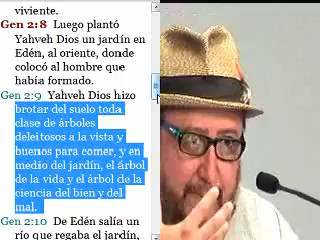 viviente.
Gen 2:8 Luego plantó
Yahveh Dios un jardín en
Edén, al oriente, donde
colocó al hombre que
había formado.
Gen 2:9 Yahveh Dios hizo
brotar del suelo toda
clase de árboles
deleitosos a la vista y
buenos para comer, y en
medio del jardín, el árbol
de la vida y el árbol de la
ciencia del bien y del
mal.
Gen 2:10 De Edén salía un
río que regaba el jardín,